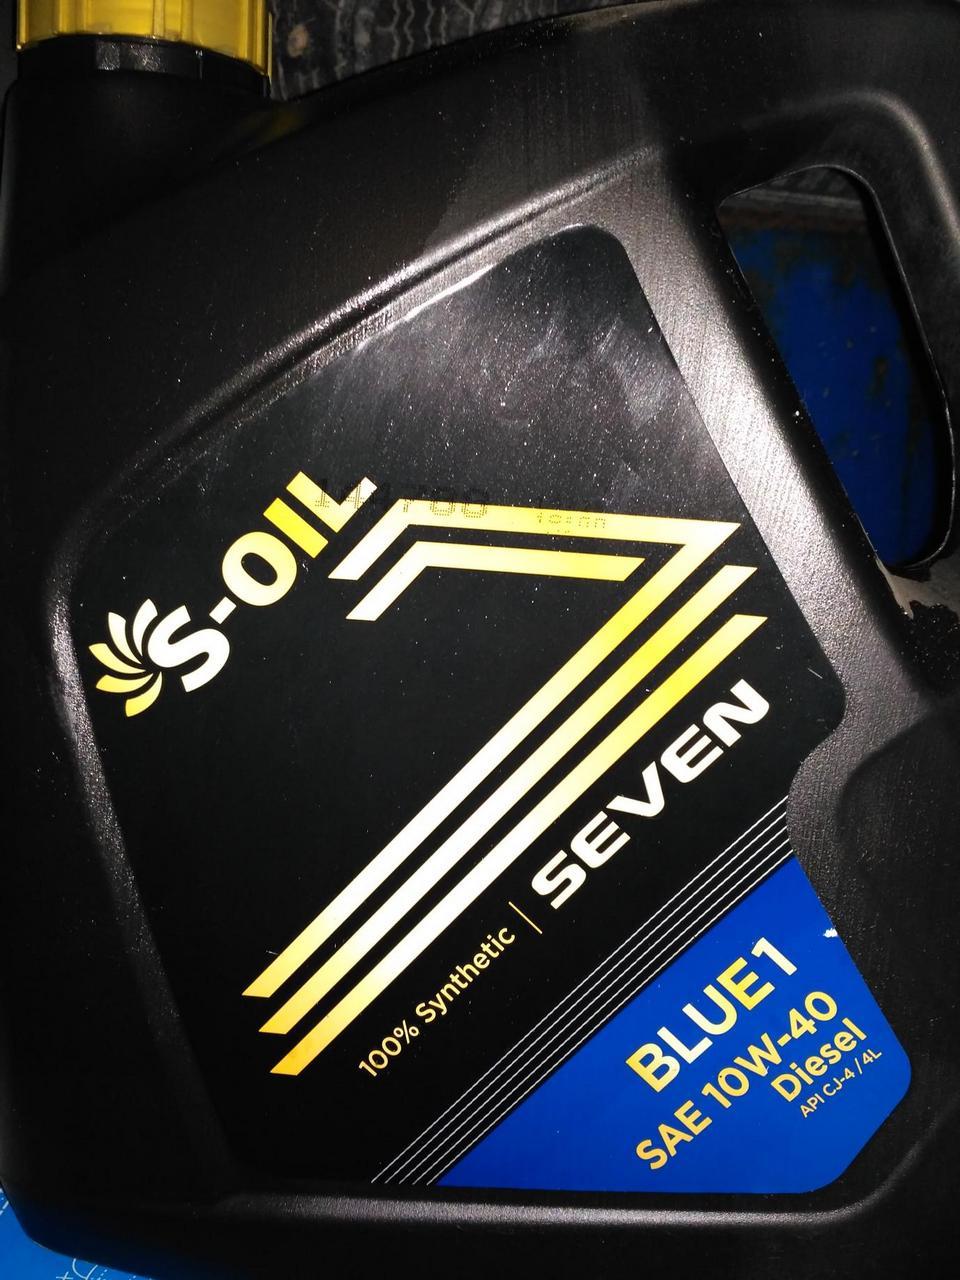 S-OIL
SEVEN
100% Synthetic
BLUE1
SAE 10W-40
Diesel
API CJ-4 / 4L